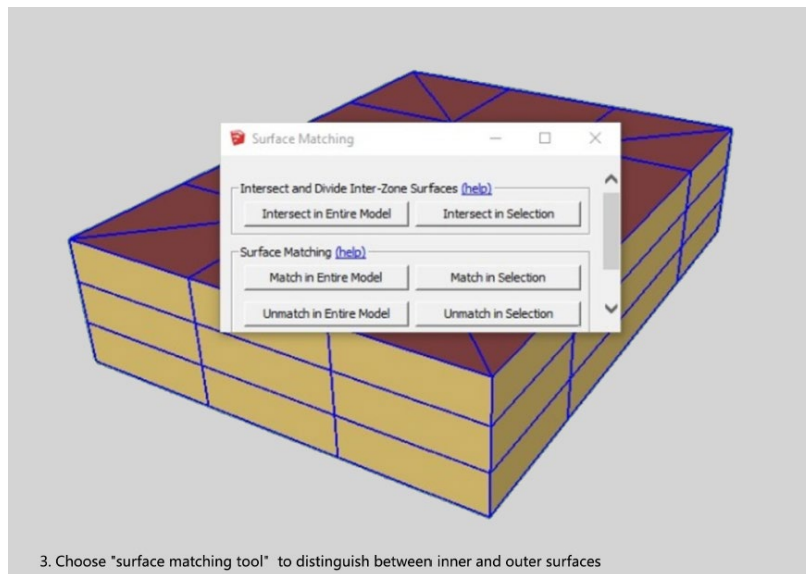 Surface Matching
Intersect and Divide Inter-Zone Surfaces (help)
Intersect in Entire Model Intersect in Selection
Surface Matching (help)
Match in Entire Model Match in Selection
Unmatch in Entire Model Unmatch in Selection
3. Choose "surface matching tool" to distinguish between inner and outer surfaces